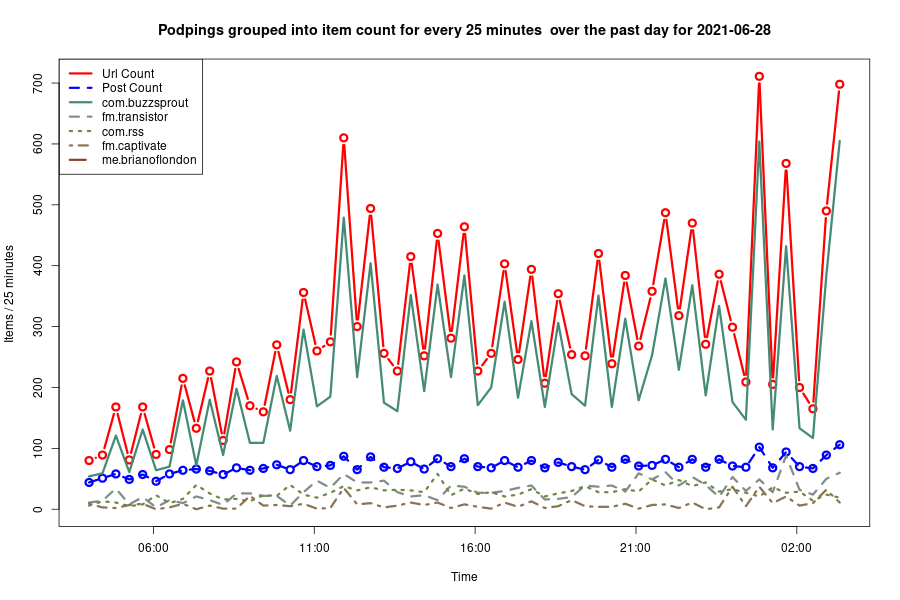 Podpings grouped into item count for every 25 minutes  over the past day for 2021-06-28
Url Count
Post Count
com.buzzsprout
fm.transistor
com.rss
fm.captivate
me.brianoflondon
Items / 25 minutes
700
600
500
400
300
200
100
0
06:00 11:00 16:00 21:00 02:00
Time